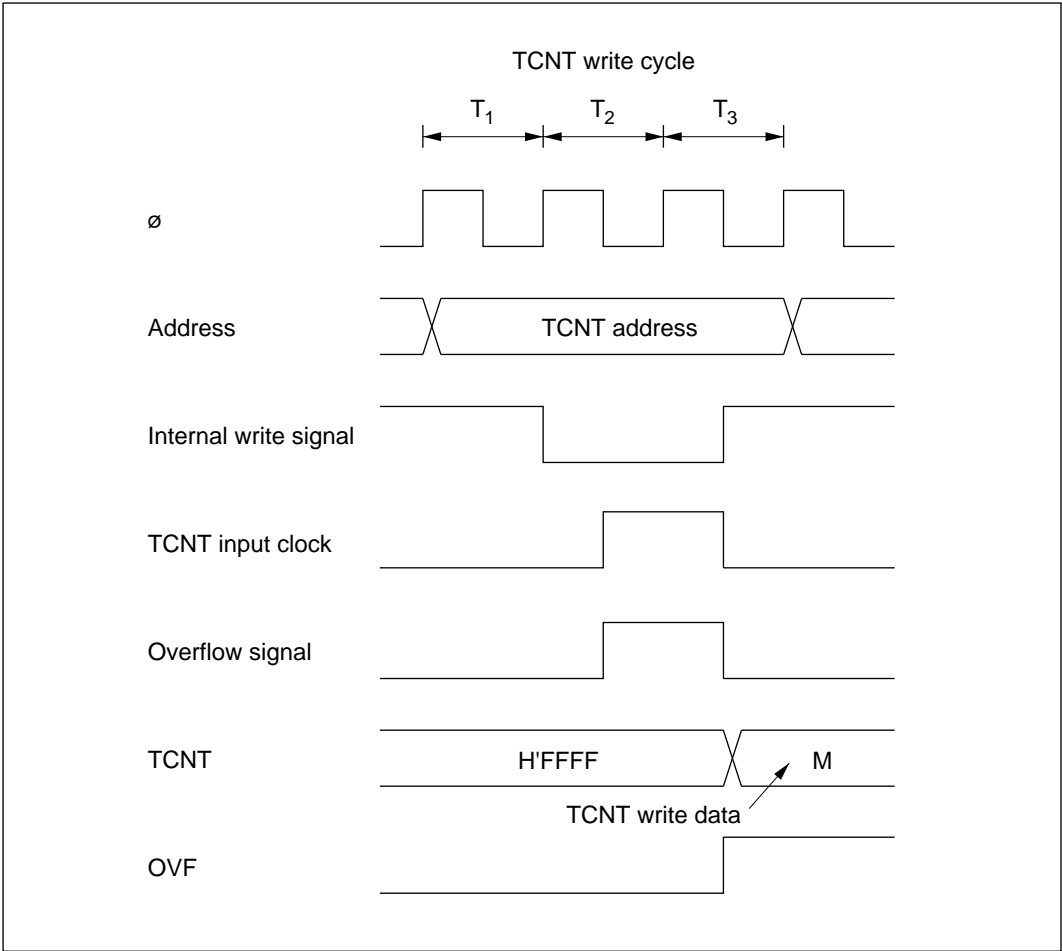 TCNT write cycle
T1 T2 T3
ø
Address TCNT address
Internal write signal
TCNT input clock
Overflow signal
TCNT H'FFFF M
TCNT write data
OVF